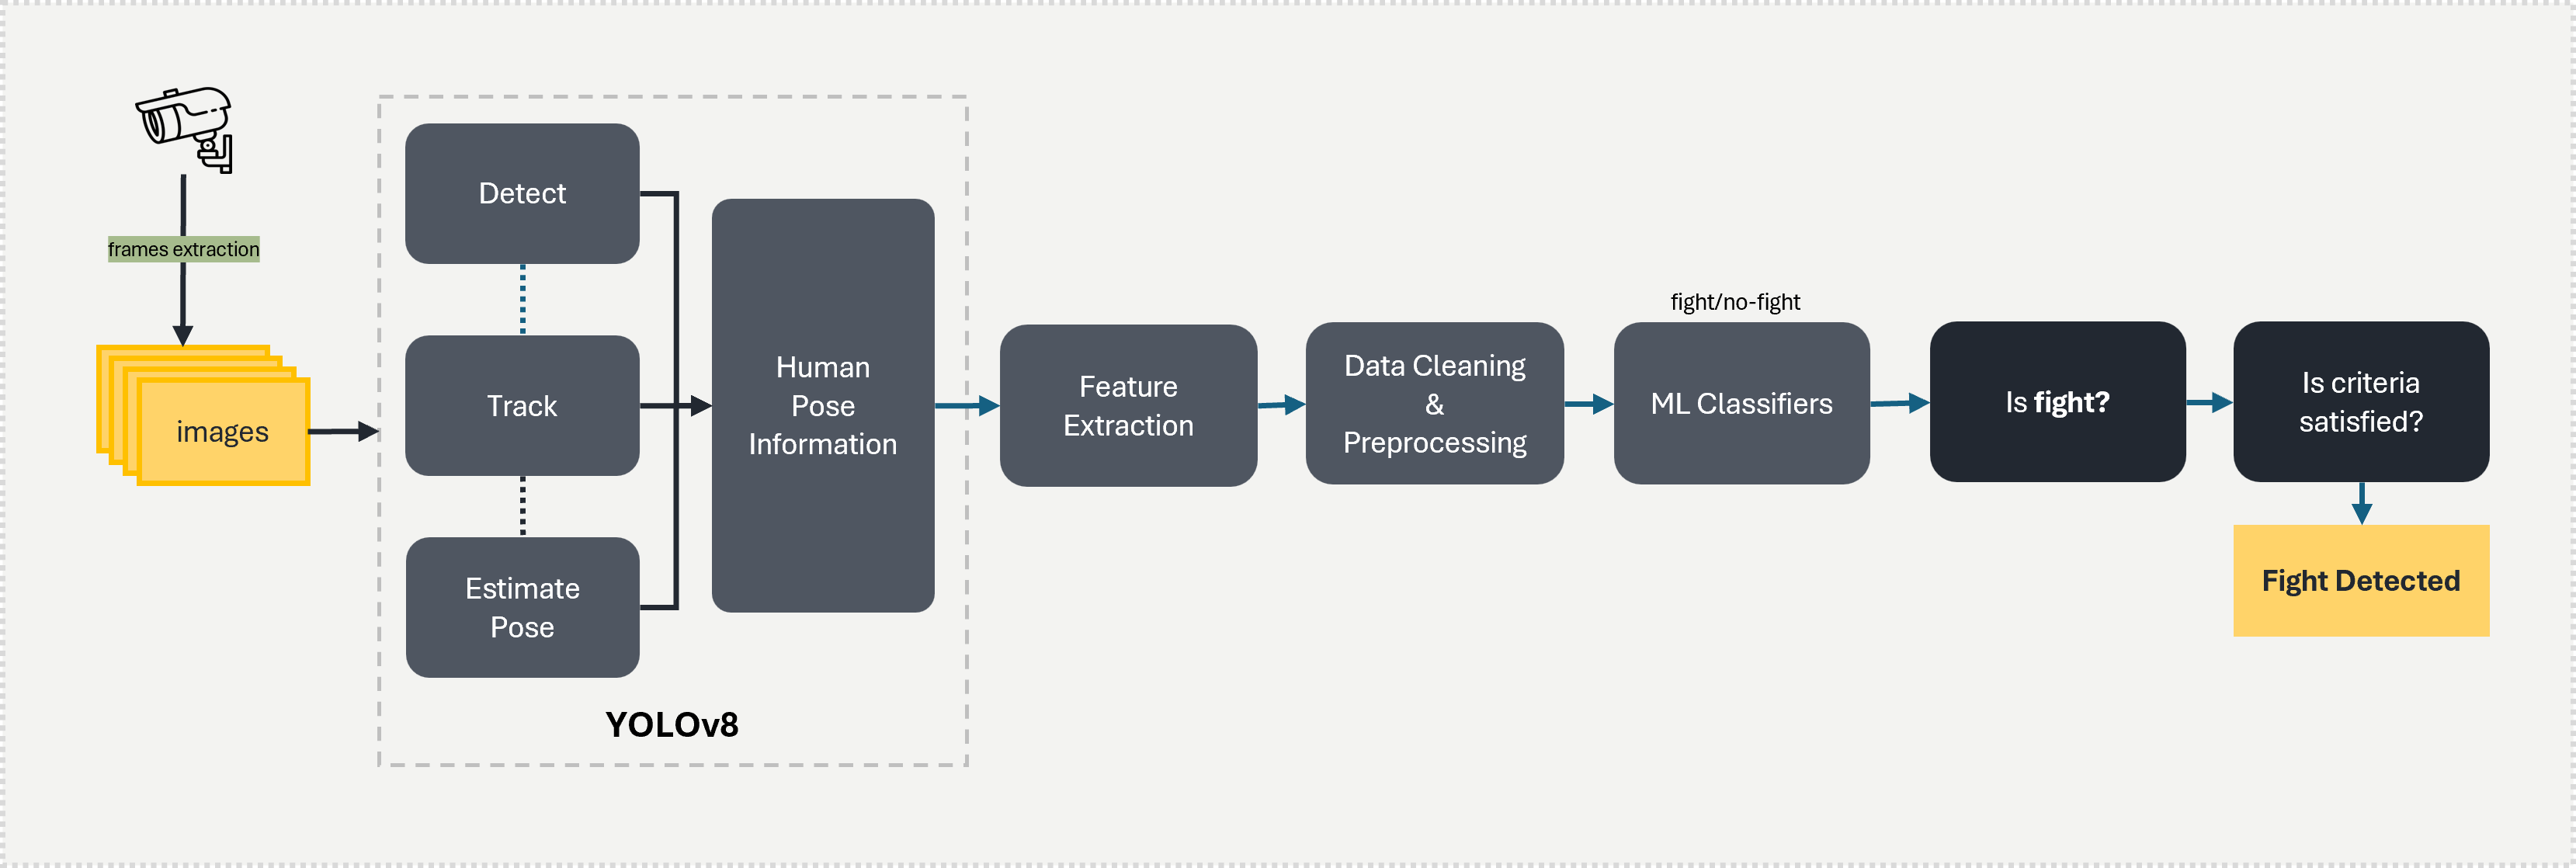 frames extraction
images
Detect
Track
Estimate
Pose
Human
Pose
Information
YOLOv8
Feature
Extraction
Data Cleaning
&
Preprocessing
fight/no-fight
ML Classifiers
Is fight?
Is criteria
satisfied?
Fight Detected